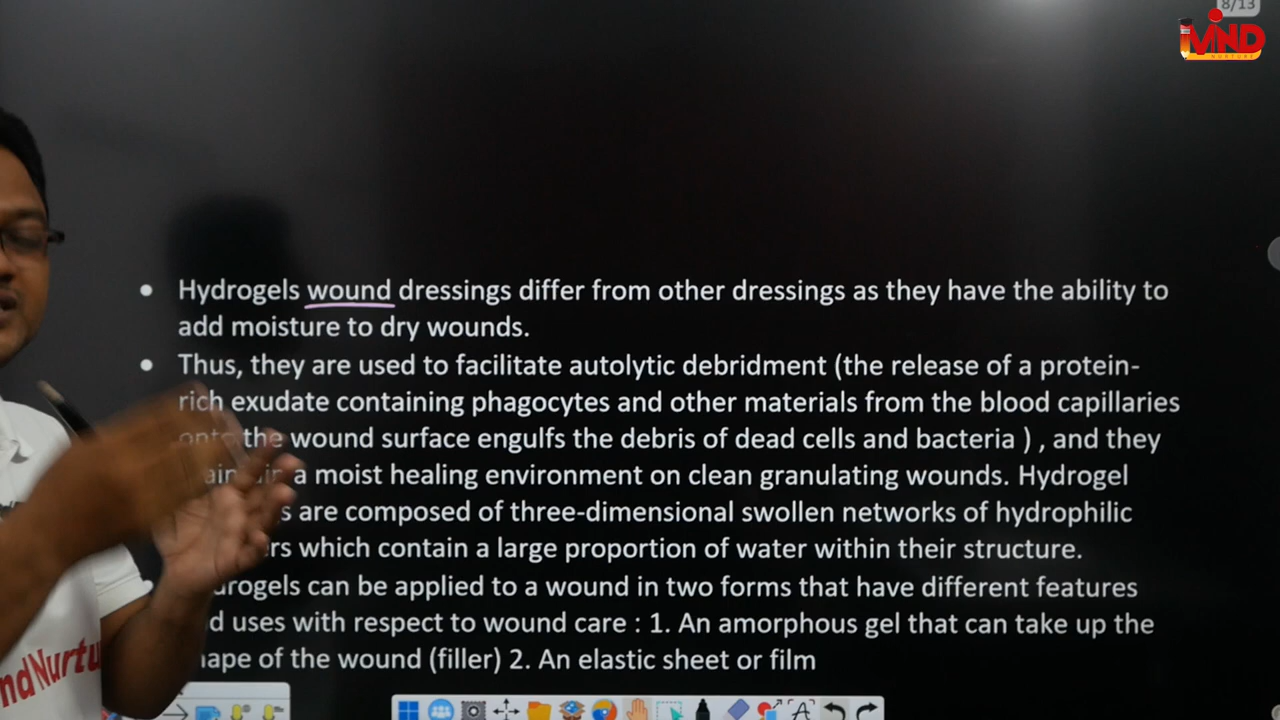 8/13
MIND
NURTURE
Hydrogels wound dressings differ from other dressings as they have the ability to
add moisture to dry wounds.
Thus, they are used to facilitate autolytic debridment (the release of a protein-
rich exudate containing phagocytes and other materials from the blood capillaries
onto the wound surface engulfs the debris of dead cells and bacteria ) , and they
a moist healing environment on clean granulating wounds. Hydrogel
are composed of three-dimensional swollen networks of hydrophilic
which contain a large proportion of water within their structure.
can be applied to a wound in two forms that have different features
uses with respect to wound care : 1. An amorphous gel that can take up the
of the wound (filler) 2. An elastic sheet or film